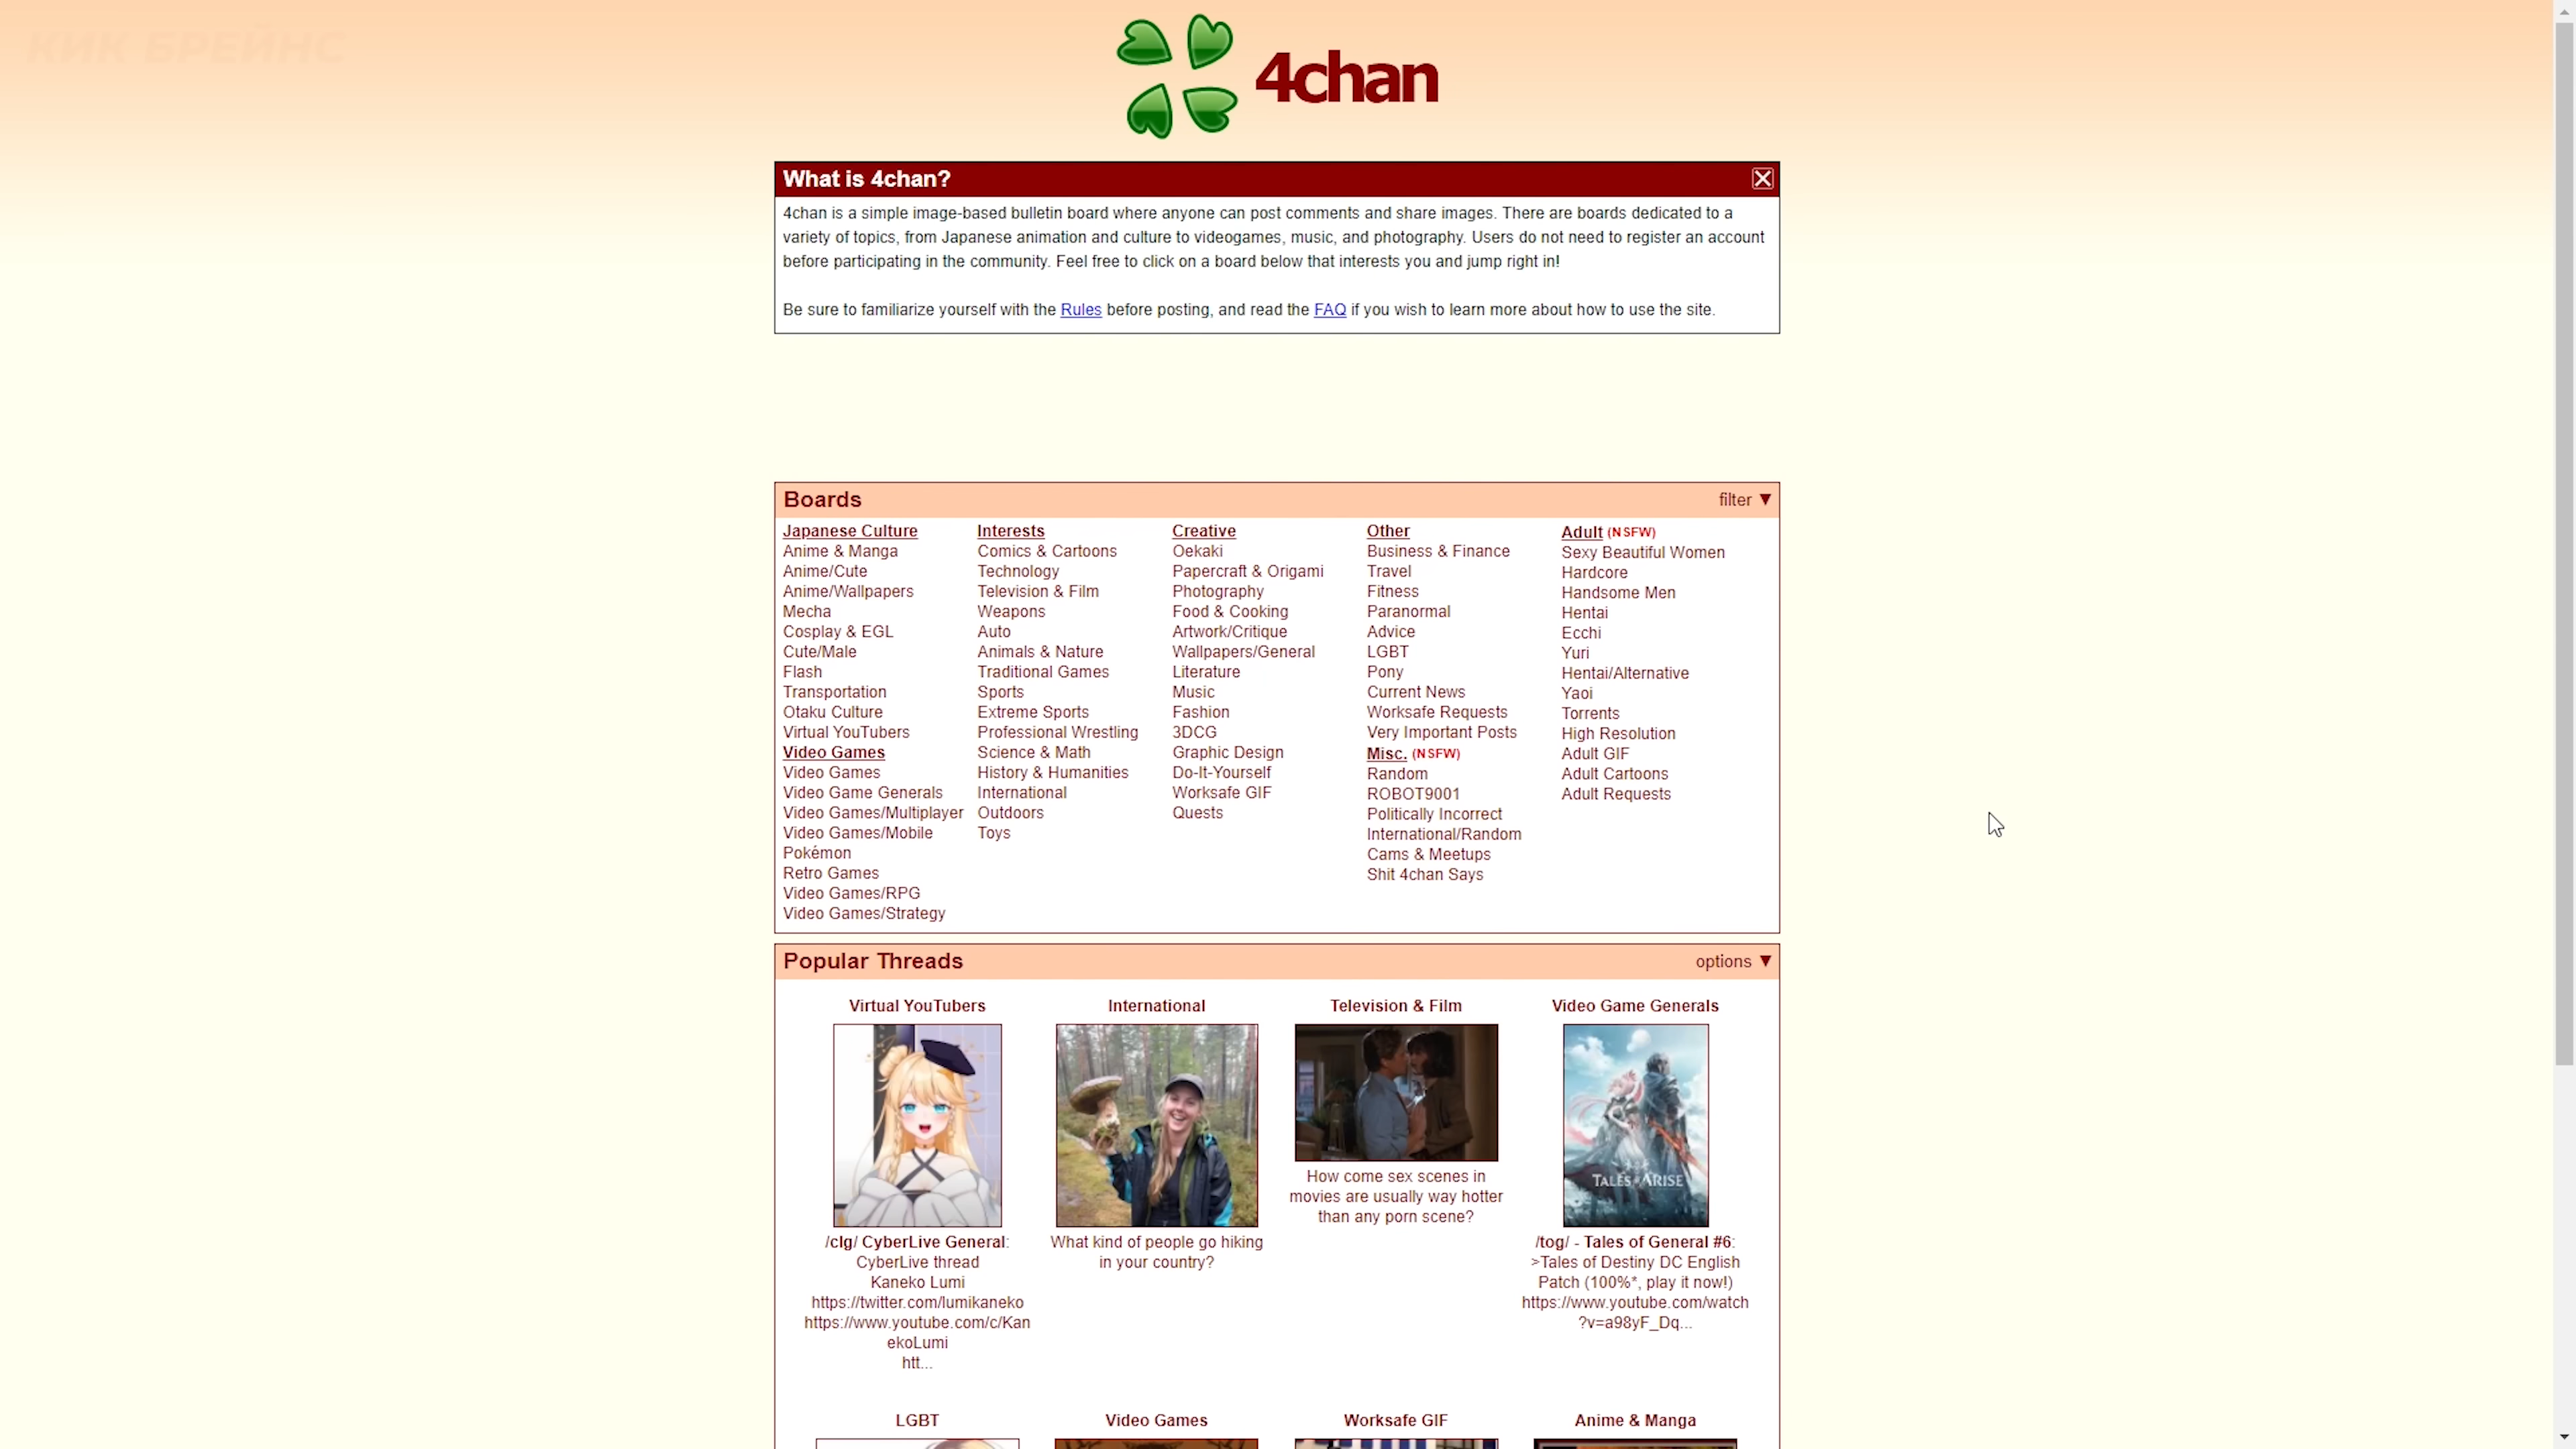 КИК БРЕЙНС
4chan
What is 4chan?
4chan is a simple image-based bulletin board where anyone can post comments and share images. There are boards dedicated to a
variety of topics, from Japanese animation and culture to videogames, music, and photography. Users do not need to register an account
before participating in the community. Feel free to click on a board below that interests you and jump right in!
Be sure to familiarize yourself with the Rules before posting, and read the FAQ if you wish to learn more about how to use the site.
Boards
filter ▼
Japanese Culture
Anime & Manga
Anime/Cute
Anime/Wallpapers
Mecha
Cosplay & EGL
Cute/Male
Flash
Transportation
Otaku Culture
Virtual YouTubers
Video Games
Video Games
Video Game Generals
Video Games/Multiplayer
Video Games/Mobile
Pokémon
Retro Games
Video Games/RPG
Video Games/Strategy
Interests
Comics & Cartoons
Technology
Television & Film
Weapons
Auto
Animals & Nature
Traditional Games
Sports
Extreme Sports
Professional Wrestling
Science & Math
History & Humanities
International
Outdoors
Toys
Creative
Oekaki
Papercraft & Origami
Photography
Food & Cooking
Artwork/Critique
Wallpapers/General
Literature
Music
Fashion
3DCG
Graphic Design
Do-It-Yourself
Worksafe GIF
Quests
Other
Business & Finance
Travel
Fitness
Paranormal
Advice
LGBT
Pony
Current News
Worksafe Requests
Very Important Posts
Misc. (NSFW)
Random
ROBOT9001
Politically Incorrect
International/Random
Cams & Meetups
Shit 4chan Says
Adult (NSFW)
Sexy Beautiful Women
Hardcore
Handsome Men
Hentai
Ecchi
Yuri
Hentai/Alternative
Yaoi
Torrents
High Resolution
Adult GIF
Adult Cartoons
Adult Requests
Popular Threads
options ▼
Virtual YouTubers
/clg/ CyberLive General:
CyberLive thread
Kaneko Lumi
https://twitter.com/lumikaneko
https://www.youtube.com/c/Kan
ekoLumi
htt...
International
What kind of people go hiking
in your country?
Television & Film
How come sex scenes in
movies are usually way hotter
than any porn scene?
Video Game Generals
TALES of ARISE
/tog/ - Tales of General #6:
>Tales of Destiny DC English
Patch (100%*, play it now!)
https://www.youtube.com/watch
?v=a98yF_Dq...
LGBT
Video Games
Worksafe GIF
Anime & Manga